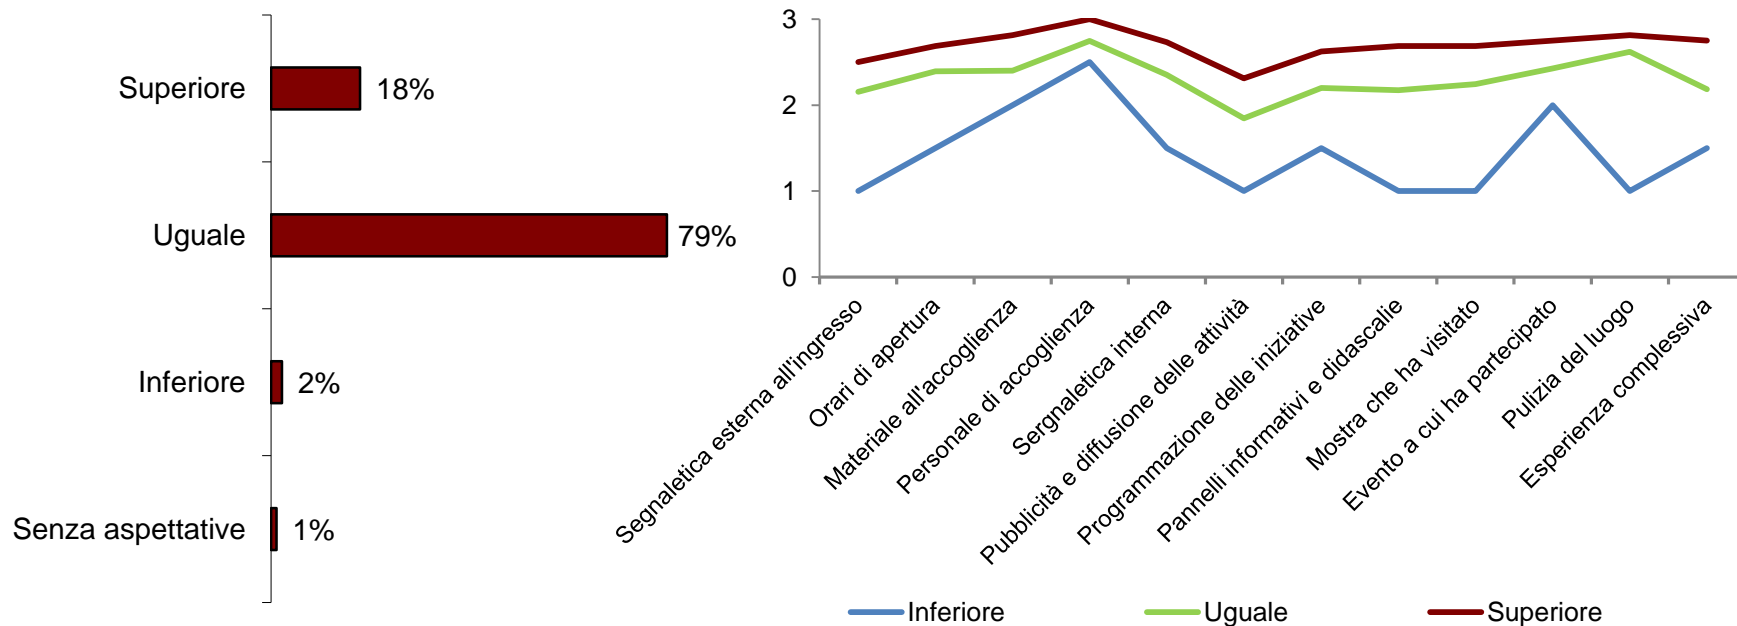 Superiore
18%
Uguale
79%
Inferiore
2%
Senza aspettative
1%
3
2
1
0
Segnaletica esterna all'ingresso
Orari di apertura
Materiale all'accoglienza
Personale di accoglienza
Sergnaletica interna
Pubblicità e diffusione delle attività
Programmazione delle iniziative
Pannelli informativi e didascalie
Mostra che ha visitato
Evento a cui ha partecipato
Pulizia del luogo
Esperienza complessiva
Inferiore
Uguale
Superiore